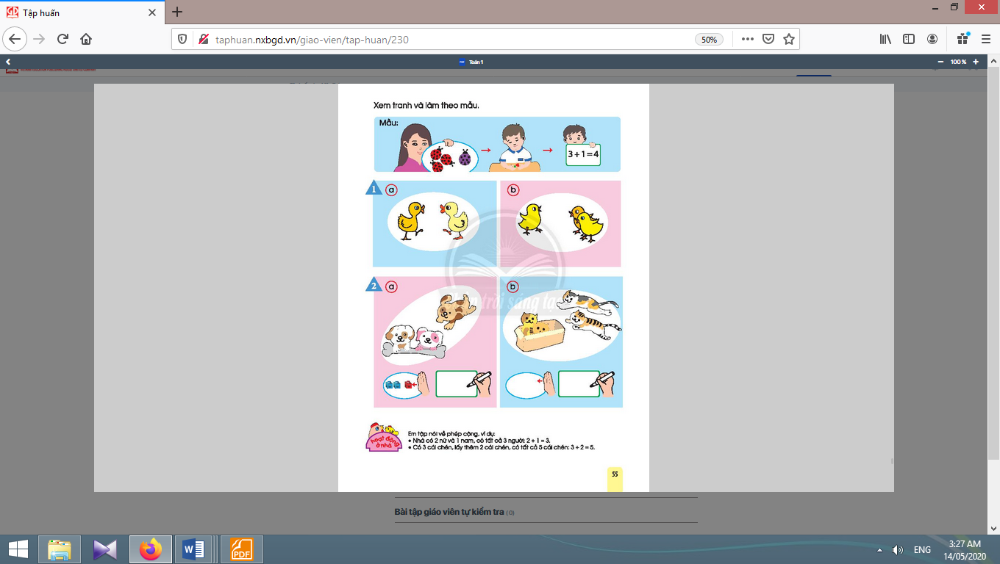 Tập huấn
taphuan.nxbgd.vn/giao-vien/tap-huan/230
50%
Toán 1
100 %
Xem tranh và làm theo mẫu.
Mẫu:
3 + 1 = 4
1 a
b
2 a
b
trời sáng tạ
hoạt động
ở nhà
Em tập nói về phép cộng, ví dụ:
• Nhà có 2 nữ và 1 nam, có tất cả 3 người: 2 + 1 = 3.
• Có 3 cái chén, lấy thêm 2 cái chén, có tất cả 5 cái chén: 3 + 2 = 5.
55
Bài tập giáo viên tự kiểm tra ( 0)
PDF
ENG
3:27 AM
14/05/2020